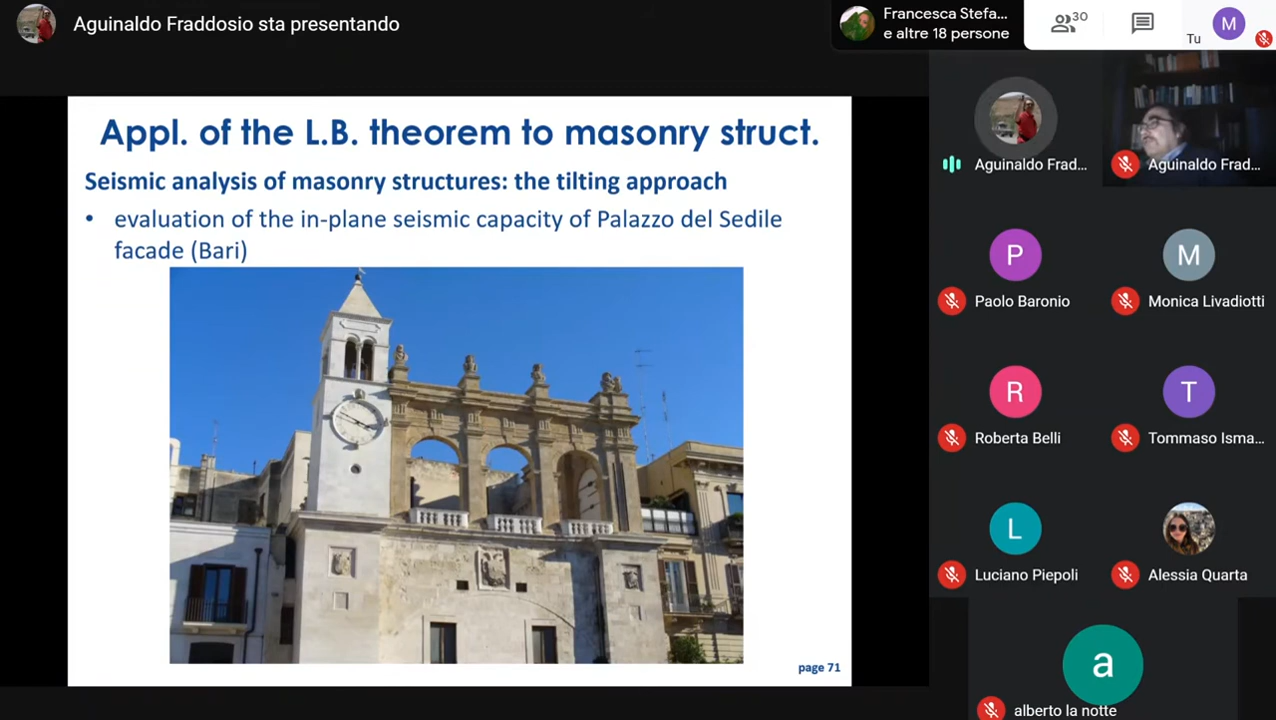 Aguinaldo Fraddosio sta presentando
Francesca Stefa...
e altre 18 persone
30
Tu
M
Appl. of the L.B. theorem to masonry struct.
Seismic analysis of masonry structures: the tilting approach
• evaluation of the in-plane seismic capacity of Palazzo del Sedile
facade (Bari)
page 71
Aguinaldo Frad...
Aguinaldo Frad...
P
Paolo Baronio
M
Monica Livadiotti
R
Roberta Belli
T
Tommaso Isma...
L
Luciano Piepoli
Alessia Quarta
a
alberto la notte